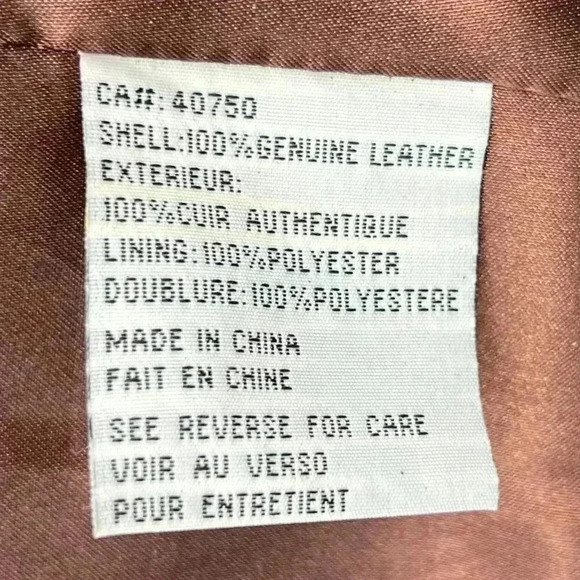 CA#: 40750
SHELL:100%GENUINE LEATHER
EXTERIEUR:
100%CUIR AUTHENTIQUE
LINING:100%POLYESTER
DOUBLURE:100%POLYESTERE
MADE IN CHINA
FAIT EN CHINE
SEE REVERSE FOR CARE
VOIR AU VERSO
POUR ENTRETIENT